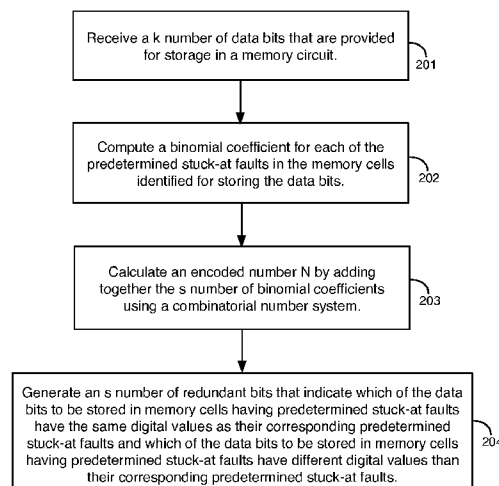 Receive a k number of data bits that are provided
for storage in a memory circuit.
201
Compute a binomial coefficient for each of the
predetermined stuck-at faults in the memory cells
identified for storing the data bits.
202
Calculate an encoded number N by adding
together the s number of binomial coefficients
using a combinatorial number system.
203
Generate an s number of redundant bits that indicate which of the data
bits to be stored in memory cells having predetermined stuck-at faults
have the same digital values as their corresponding predetermined
stuck-at faults and which of the data bits to be stored in memory cells
having predetermined stuck-at faults have different digital values than
their corresponding predetermined stuck-at faults.
204